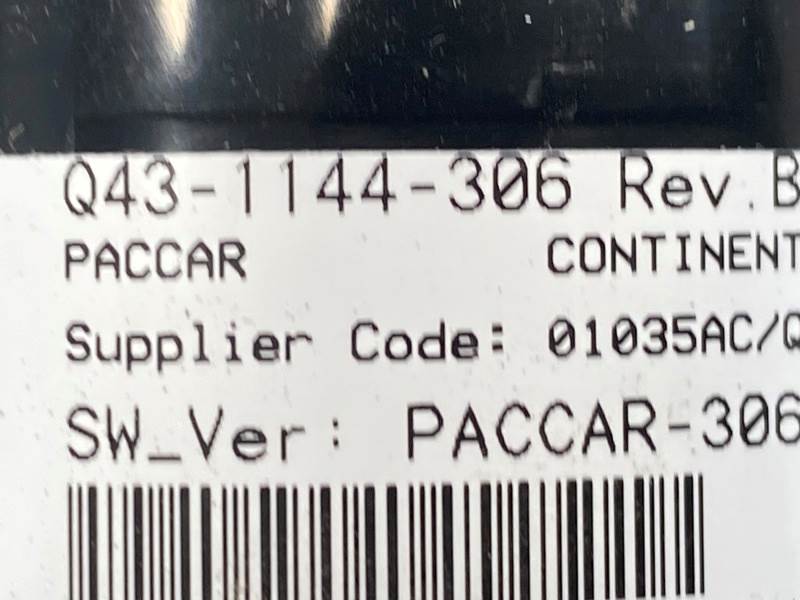 Q43-1144-306 Rev.B
PACCAR CONTINENT
Supplier Code: 01035AC/Q
SW_Ver: PACCAR-306